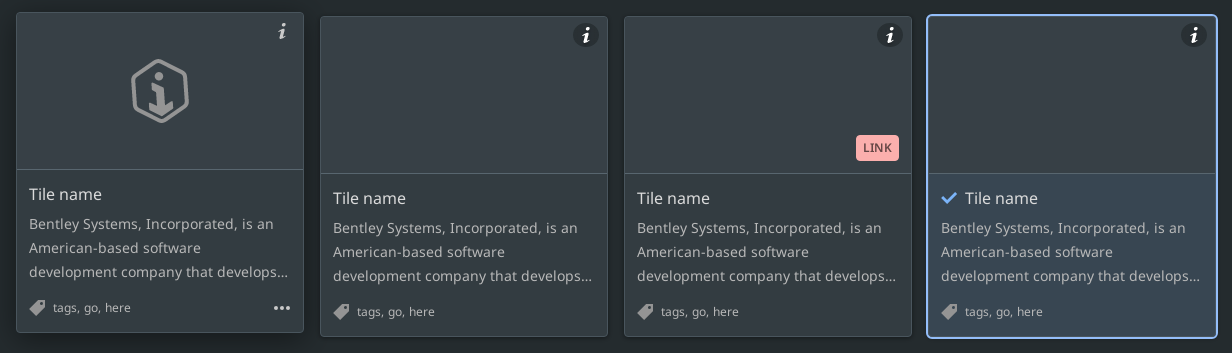 Tile name
Bentley Systems, Incorporated, is an
American-based software
development company that develops...
tags, go, here
Tile name
Bentley Systems, Incorporated, is an
American-based software
development company that develops...
tags, go, here
LINK
Tile name
Bentley Systems, Incorporated, is an
American-based software
development company that develops...
tags, go, here
Tile name
Bentley Systems, Incorporated, is an
American-based software
development company that develops...
tags, go, here